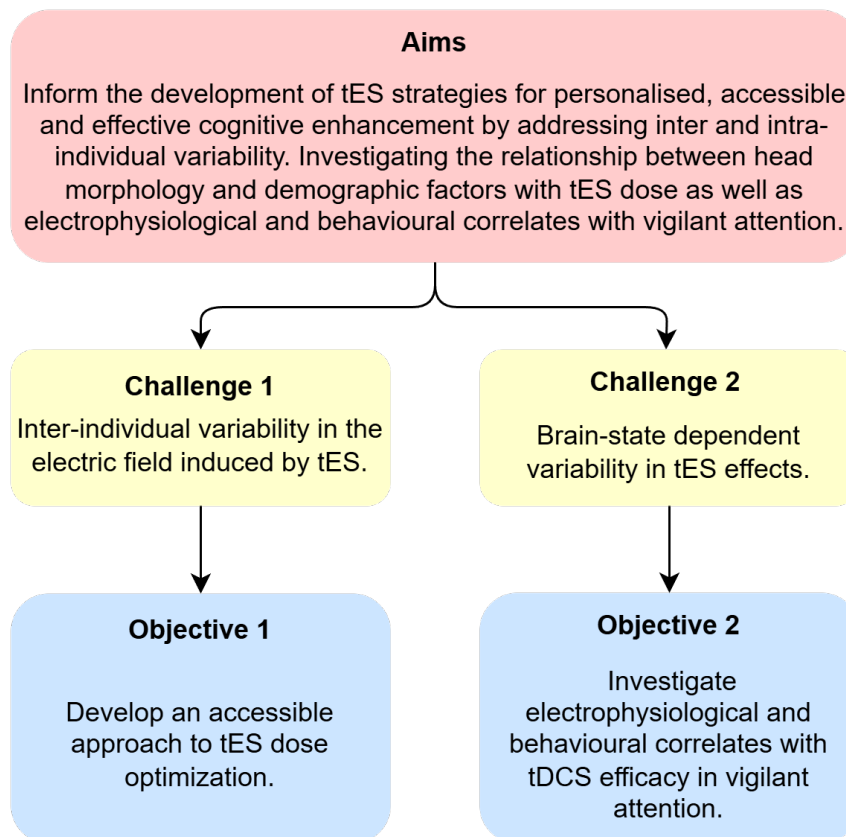 Aims
Inform the development of tES strategies for personalised, accessible
and effective cognitive enhancement by addressing inter and intra-
individual variability. Investigating the relationship between head
morphology and demographic factors with tES dose as well as
electrophysiological and behavioural correlates with vigilant attention.
Challenge 1
Inter-individual variability in the
electric field induced by tES.
Challenge 2
Brain-state dependent
variability in tES effects.
Objective 1
Develop an accessible
approach to tES dose
optimization.
Objective 2
Investigate
electrophysiological and
behavioural correlates with
tDCS efficacy in vigilant
attention.